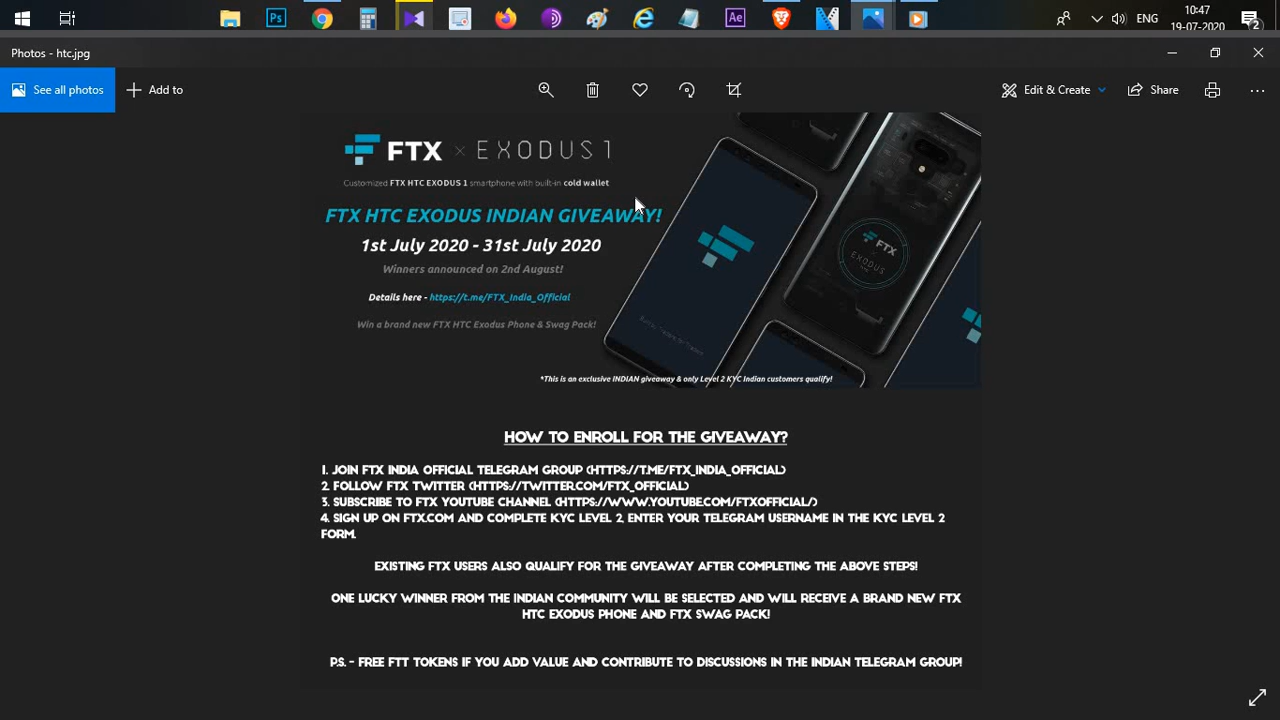 10:47
ENG
19-07-2020
2
Photos - htc.jpg
See all photos
Add to
Edit & Create
Share
FTX × EXODUS 1
Customized FTX HTC EXODUS 1 smartphone with built-in cold wallet
FTX HTC EXODUS INDIAN GIVEAWAY!
1st July 2020 - 31st July 2020
Winners announced on 2nd August!
Details here - https://t.me/FTX_India_Official
Win a brand new FTX HTC Exodus Phone & Swag Pack!
FTX
EXODUS
*This is an exclusive INDIAN giveaway & only Level 2 KYC Indian customers qualify!
HOW TO ENROLL FOR THE GIVEAWAY?
1. JOIN FTX INDIA OFFICIAL TELEGRAM GROUP (HTTPS://T.ME/FTX_INDIA_OFFICIAL)
2. FOLLOW FTX TWITTER (HTTPS://TWITTER.COM/FTX_OFFICIAL)
3. SUBSCRIBE TO FTX YOUTUBE CHANNEL (HTTPS://WWW.YOUTUBE.COM/FTXOFFICIAL/)
4. SIGN UP ON FTX.COM AND COMPLETE KYC LEVEL 2, ENTER YOUR TELEGRAM USERNAME IN THE KYC LEVEL 2
FORM.
EXISTING FTX USERS ALSO QUALIFY FOR THE GIVEAWAY AFTER COMPLETING THE ABOVE STEPS!
ONE LUCKY WINNER FROM THE INDIAN COMMUNITY WILL BE SELECTED AND WILL RECEIVE A BRAND NEW FTX
HTC EXODUS PHONE AND FTX SWAG PACK!
P.S. - FREE FTT TOKENS IF YOU ADD VALUE AND CONTRIBUTE TO DISCUSSIONS IN THE INDIAN TELEGRAM GROUP!